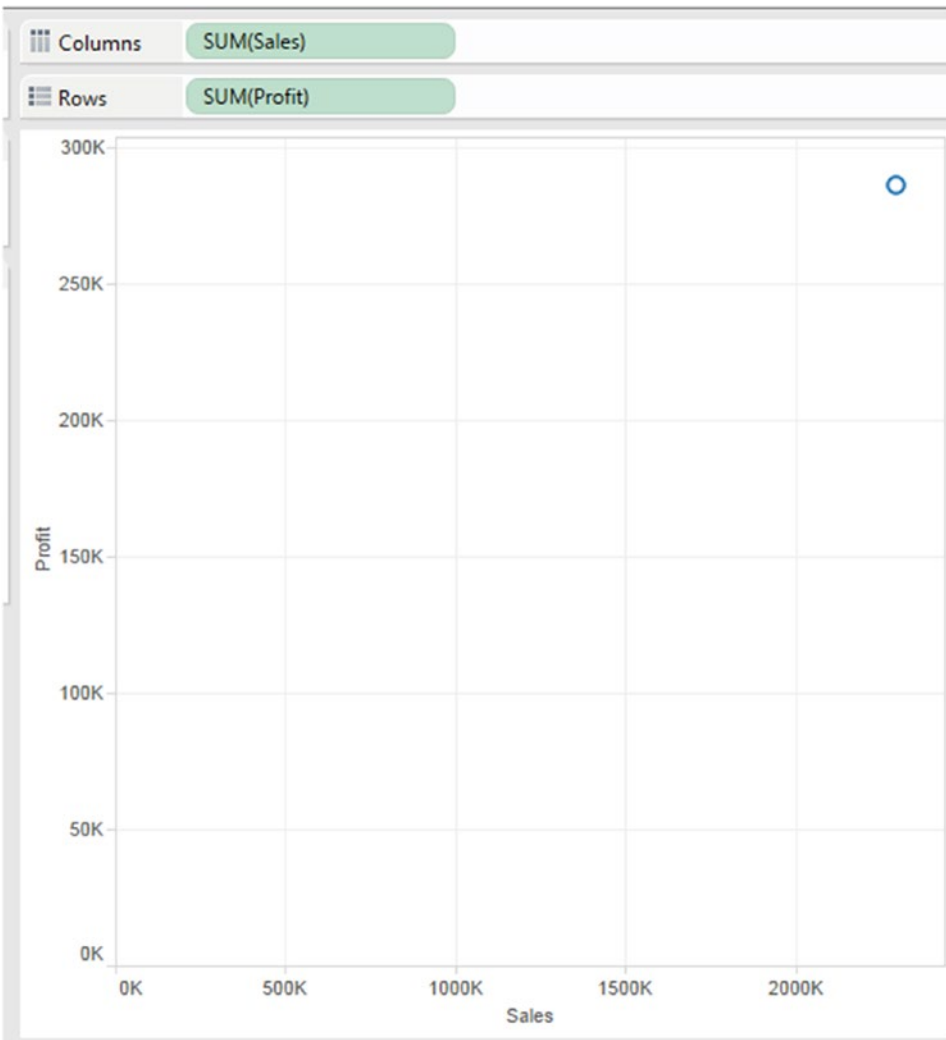 Columns SUM(Sales)
Rows SUM(Profit)
300K
250K
200K
150K
100K
50K
0K
Profit
0K 500K 1000K 1500K 2000K
Sales